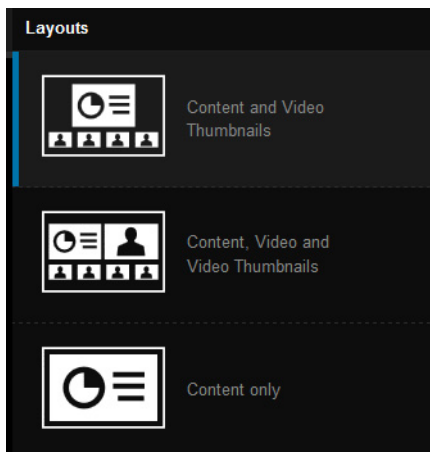 Layouts
Content and Video
Thumbnails
Content, Video and
Video Thumbnails
Content only